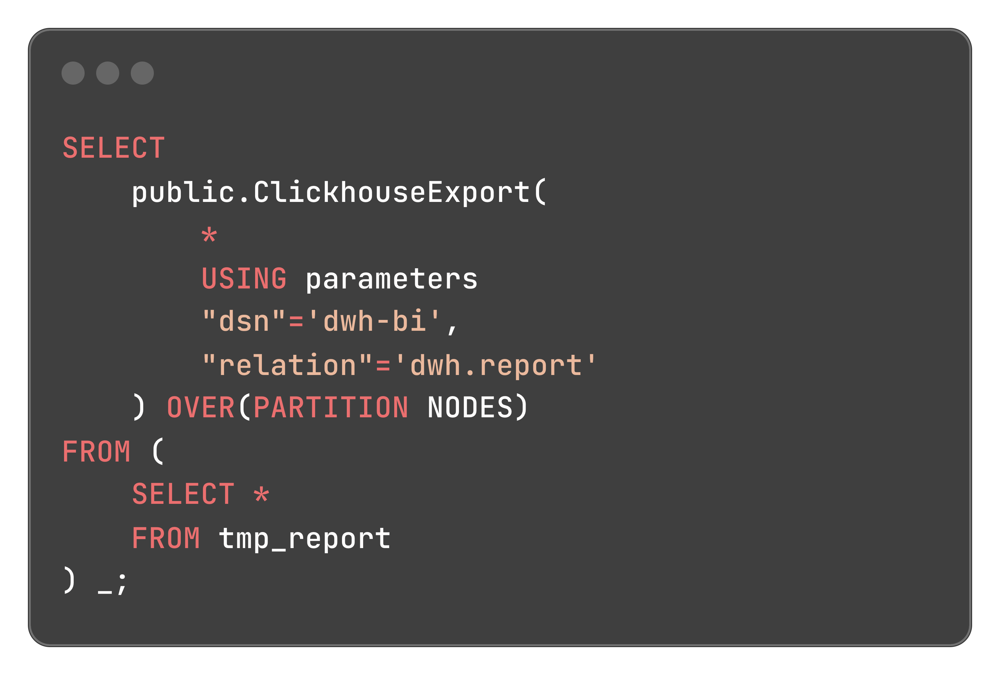 SELECT
    public.ClickhouseExport(
        *
        USING parameters
        "dsn"='dwh-bi',
        "relation"='dwh.report'
    ) OVER(PARTITION NODES)
FROM (
    SELECT *
    FROM tmp_report
) _;